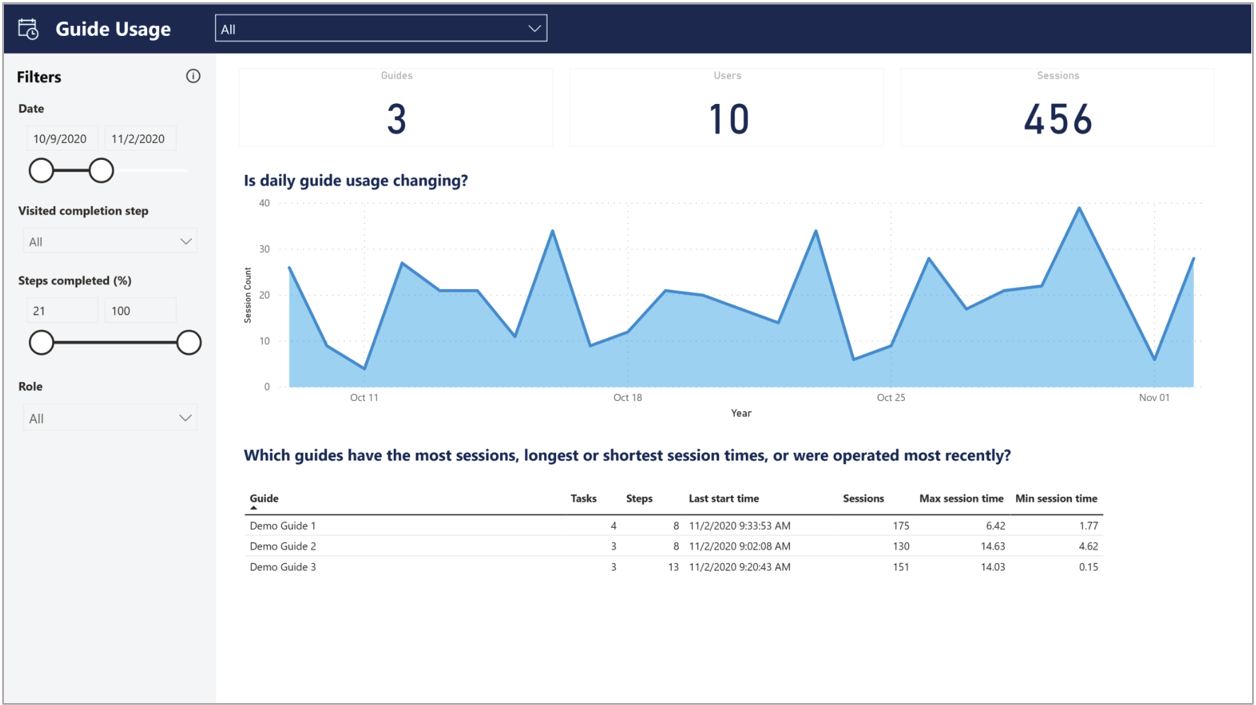 Guide Usage
All
Filters
Date
10/9/2020 11/2/2020
Visited completion step
All
Steps completed (%)
21 100
Role
All
Guides
3
Users
10
Sessions
456
Is daily guide usage changing?
Session Count
40
30
20
10
0
Oct 11 Oct 18 Oct 25 Nov 01
Year
Which guides have the most sessions, longest or shortest session times, or were operated most recently?
Guide Tasks Steps Last start time Sessions Max session time Min session time
Demo Guide 1 4 8 11/2/2020 9:33:53 AM 175 6.42 1.77
Demo Guide 2 3 8 11/2/2020 9:02:08 AM 130 14.63 4.62
Demo Guide 3 3 13 11/2/2020 9:20:43 AM 151 14.03 0.15